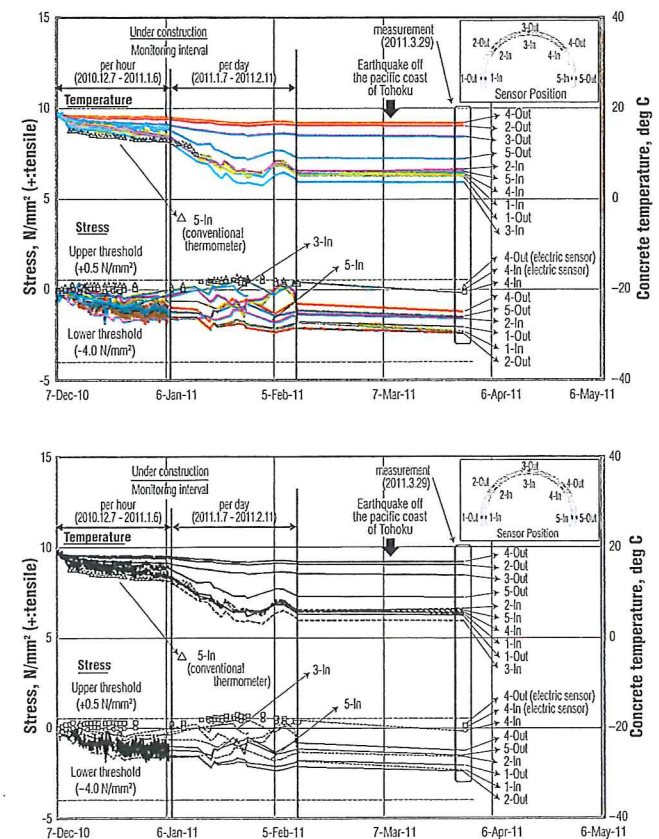 Under construction
Monitoring interval
per hour
(2010.12.7 - 2011.1.6)
per day
(2011.1.7 - 2011.2.11)
measurement
(2011.3.29)
Earthquake off
the pacific coast
of Tohoku
3-Out
2-Out
3-In
4-Out
2-In
4-In
1-Out
1-In
5-In
5-Out
Sensor Position
Temperature
4-Out
2-Out
3-Out
5-Out
2-In
5-In
4-In
1-In
1-Out
3-In
5-In
(conventional
thermometer)
Stress
Upper threshold
(+0.5 N/mm²)
Lower threshold
(−4.0 N/mm²)
3-In
5-In
4-Out (electric sensor)
4-In (electric sensor)
4-In
4-Out
5-Out
2-In
1-Out
1-In
2-Out
Stress, N/mm² (+:tensile)
15
10
5
0
-5
Concrete temperature, deg C
40
20
0
−20
−40
7-Dec-10
6-Jan-11
5-Feb-11
7-Mar-11
6-Apr-11
6-May-11
Under construction
Monitoring interval
per hour
(2010.12.7 - 2011.1.6)
per day
(2011.1.7 - 2011.2.11)
measurement
(2011.3.29)
Earthquake off
the pacific coast
of Tohoku
3-Out
2-Out
3-In
4-Out
2-In
4-In
1-Out
1-In
5-In
5-Out
Sensor Position
Temperature
4-Out
2-Out
3-Out
5-Out
2-In
5-In
4-In
1-In
1-Out
3-In
5-In
(conventional
thermometer)
Stress
Upper threshold
(+0.5 N/mm²)
Lower threshold
(−4.0 N/mm²)
3-In
5-In
4-Out (electric sensor)
4-In (electric sensor)
4-In
4-Out
5-Out
2-In
1-Out
1-In
2-Out
Stress, N/mm² (+:tensile)
15
10
5
0
-5
Concrete temperature, deg C
40
20
0
−20
−40
7-Dec-10
6-Jan-11
5-Feb-11
7-Mar-11
6-Apr-11
6-May-11